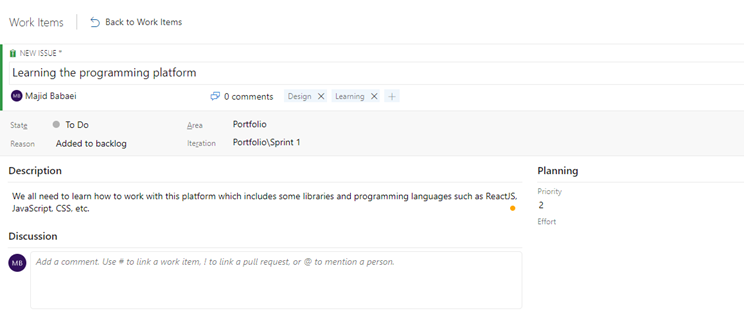 Work Items
Back to Work Items
NEW ISSUE *
Learning the programming platform
MB Majid Babaei
0 comments
Design
Learning
State To Do
Area Portfolio
Reason Added to backlog
Iteration Portfolio\Sprint 1
Description
Planning
We all need to learn how to work with this platform which includes some libraries and programming languages such as ReactJS,
JavaScript, CSS, etc.
Priority
2
Effort
Discussion
MB
Add a comment. Use # to link a work item, ! to link a pull request, or @ to mention a person.